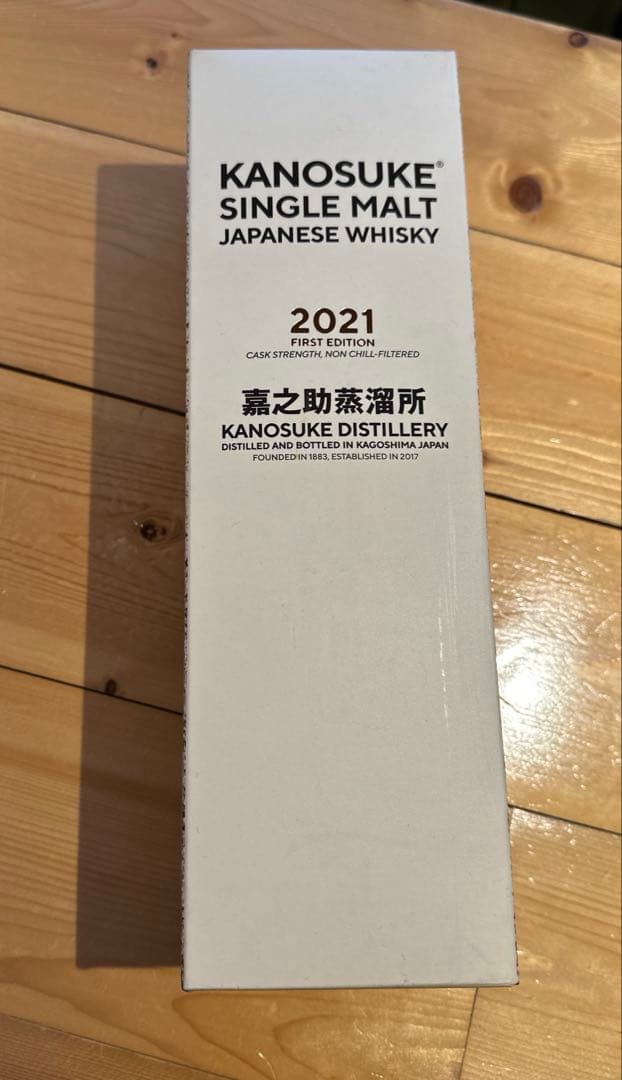 KANOSUKE®
SINGLE MALT
JAPANESE WHISKY
2021
FIRST EDITION
CASK STRENGTH, NON CHILL-FILTERED
嘉之助蒸溜所
KANOSUKE DISTILLERY
DISTILLED AND BOTTLED IN KAGOSHIMA JAPAN
FOUNDED IN 1883, ESTABLISHED IN 2017